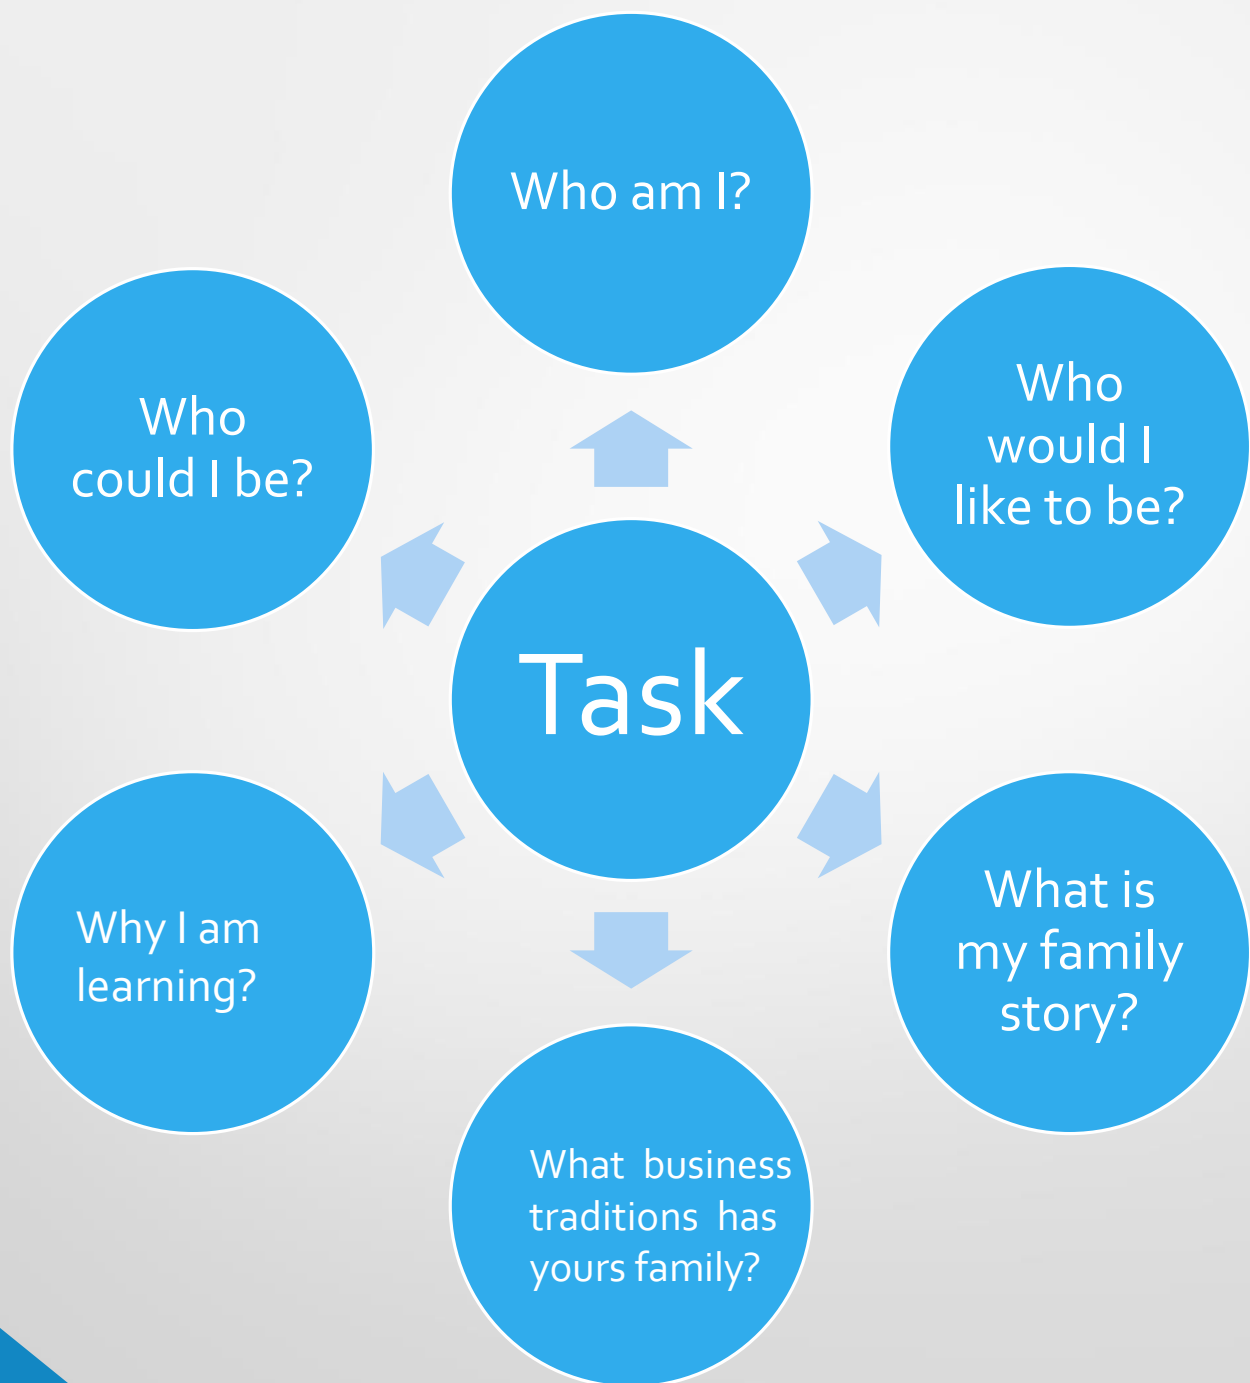 Who am I?
Who
would I
like to be?
What is
my family
story?
What business
traditions has
yours family?
Why I am
learning?
Who
could I be?
Task